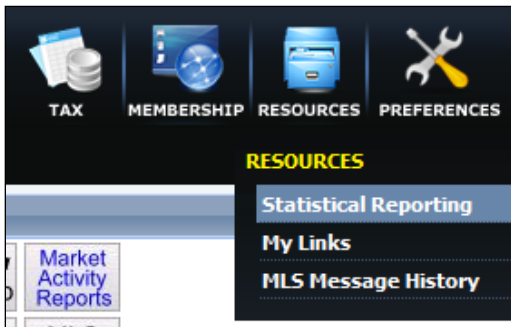 TAX
MEMBERSHIP
RESOURCES
PREFERENCES
RESOURCES
Statistical Reporting
My Links
MLS Message History
Market
Activity
Reports